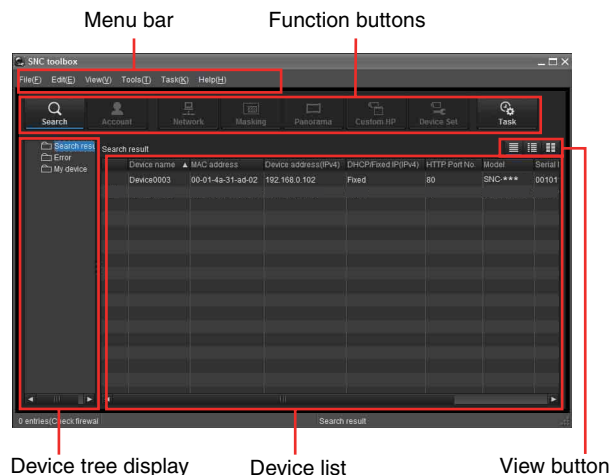 Menu bar
Function buttons
SNC toolbox
File(F) Edit(E) View(V) Tools(T) Task(K) Help(H)
Search Account Network Masking Panorama Custom HP Device Set Task
Search resu
Error
My device
Search result
Device name ▲ MAC address Device address(IPv4) DHCP/Fixed IP(IPv4) HTTP Port No. Model Serial
Device0003 00-01-4a-31-ad-02 192.168.0.102 Fixed 80 SNC-*** 00101
0 entries(Check firewal
Search result
Device tree display
Device list
View button